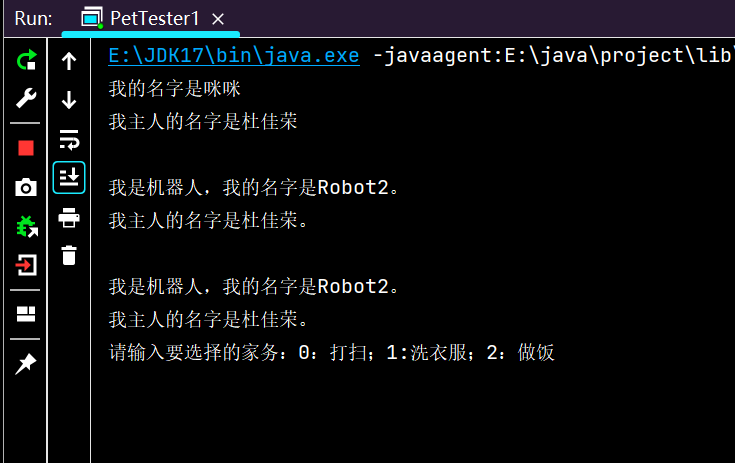 Run: PetTester1
E:\JDK17\bin\java.exe -javaagent:E:\java\project\lib\
我的名字是咪咪
我主人的名字是杜佳荣
我是机器人，我的名字是Robot2。
我主人的名字是杜佳荣。
我是机器人，我的名字是Robot2。
我主人的名字是杜佳荣。
请输入要选择的家务：0：打扫；1:洗衣服；2：做饭